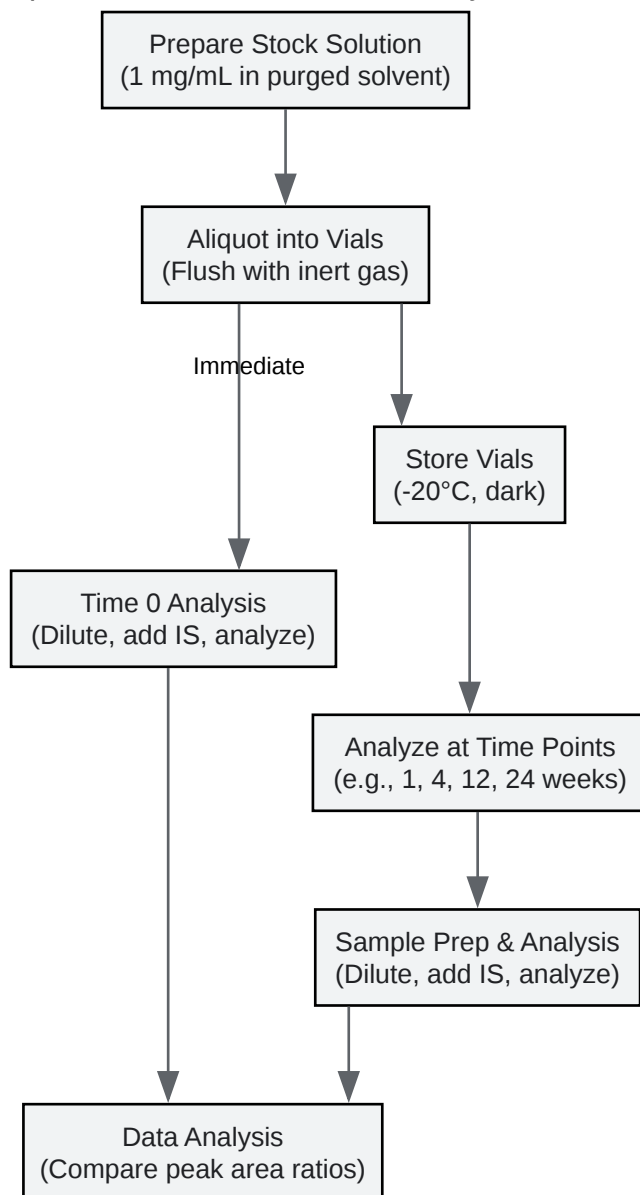 Prepare Stock Solution
(1 mg/mL in purged solvent)
Aliquot into Vials
(Flush with inert gas)
Immediate
Store Vials
(-20°C, dark)
Time 0 Analysis
(Dilute, add IS, analyze)
Analyze at Time Points
(e.g., 1, 4, 12, 24 weeks)
Sample Prep & Analysis
(Dilute, add IS, analyze)
Data Analysis
(Compare peak area ratios)